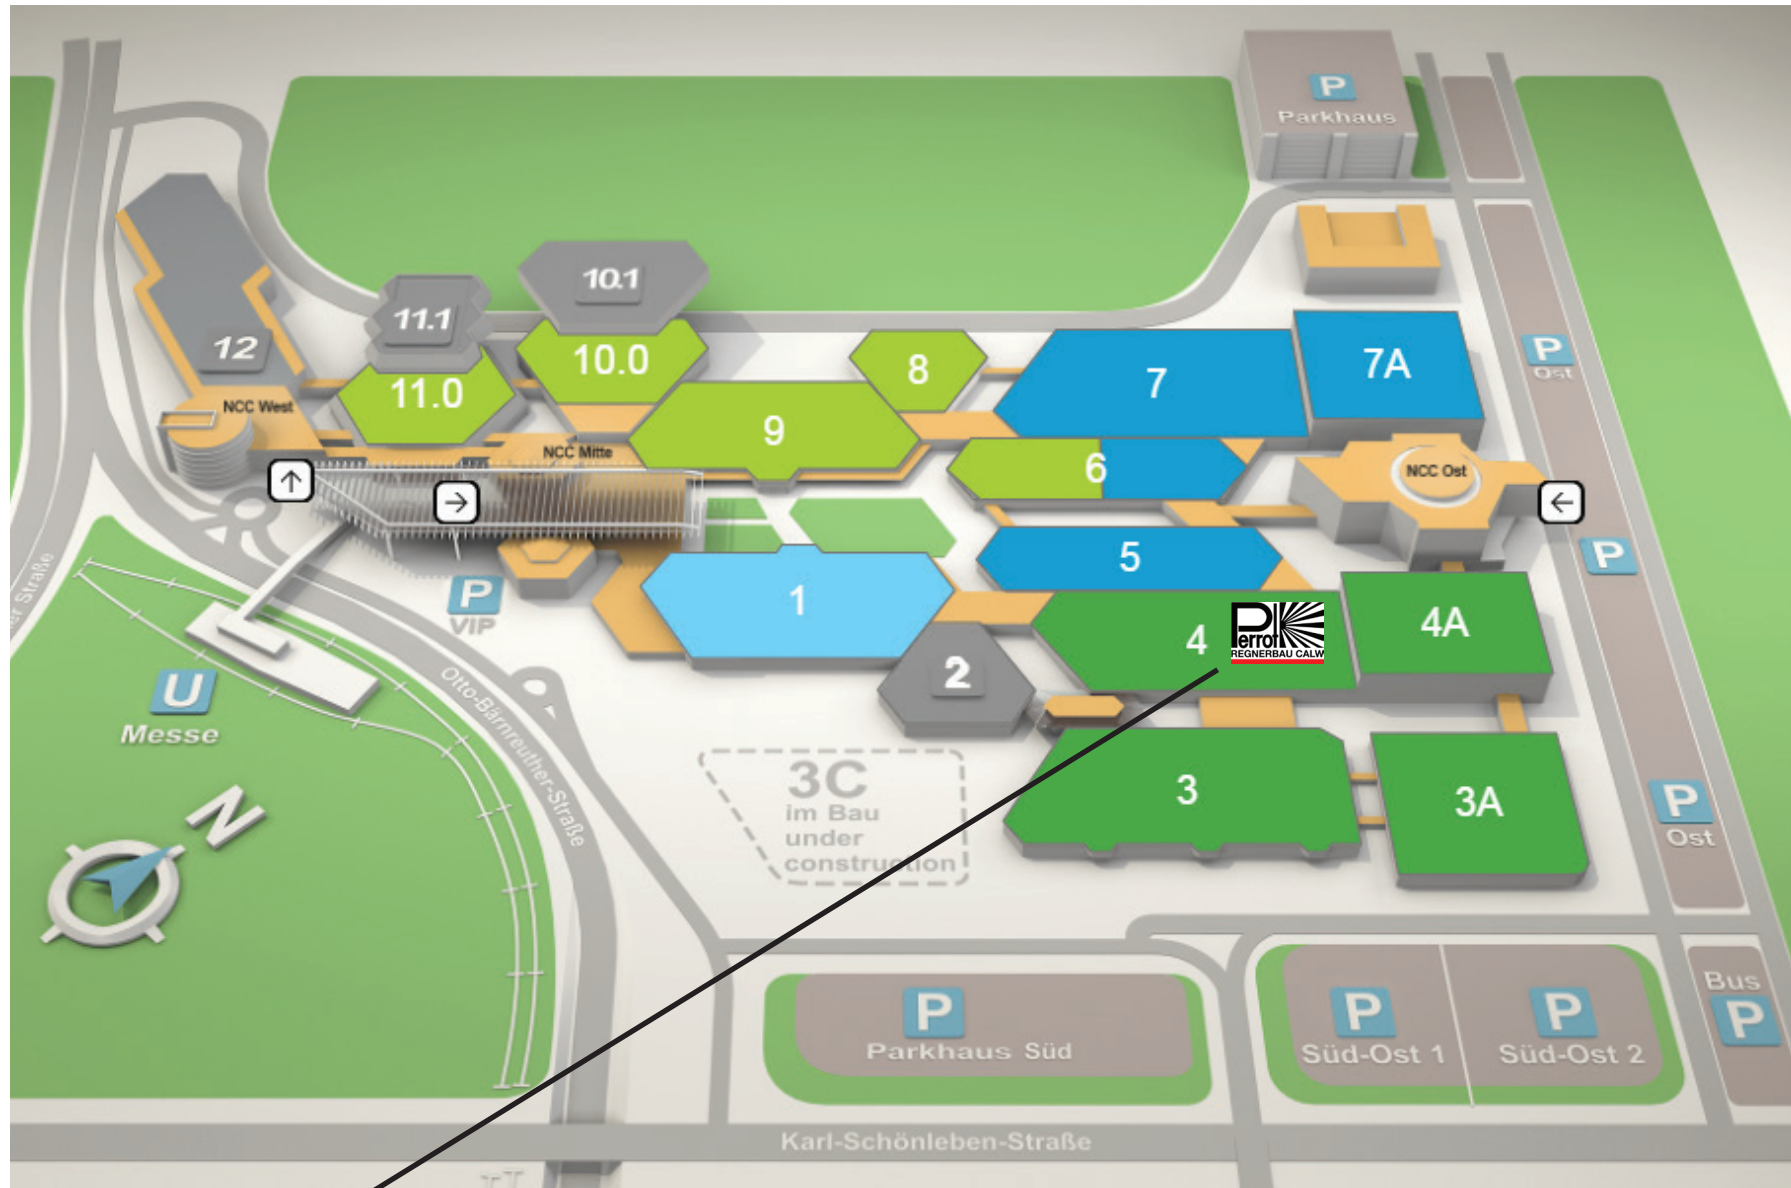 P
Parkhaus
10.1
11.1
12
10.0
11.0
8
7
7A
P
Ost
NCC West
9
NCC Mitte
6
NCC Ost
5
P
1
P
VIP
4
Perrot
REGNERBAU CALW
4A
2
U
Messe
Otto-Bärnreuther-Straße
er Straße
3C
im Bau
under
construction
3
3A
P
Ost
N
P
Parkhaus Süd
P
Süd-Ost 1
P
Süd-Ost 2
Bus
P
Karl-Schönleben-Straße